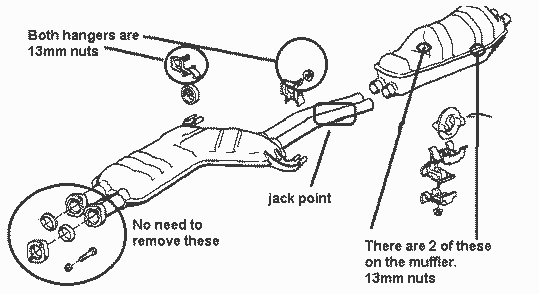 Both hangers are
13mm nuts
jack point
No need to
remove these
There are 2 of these
on the muffler.
13mm nuts